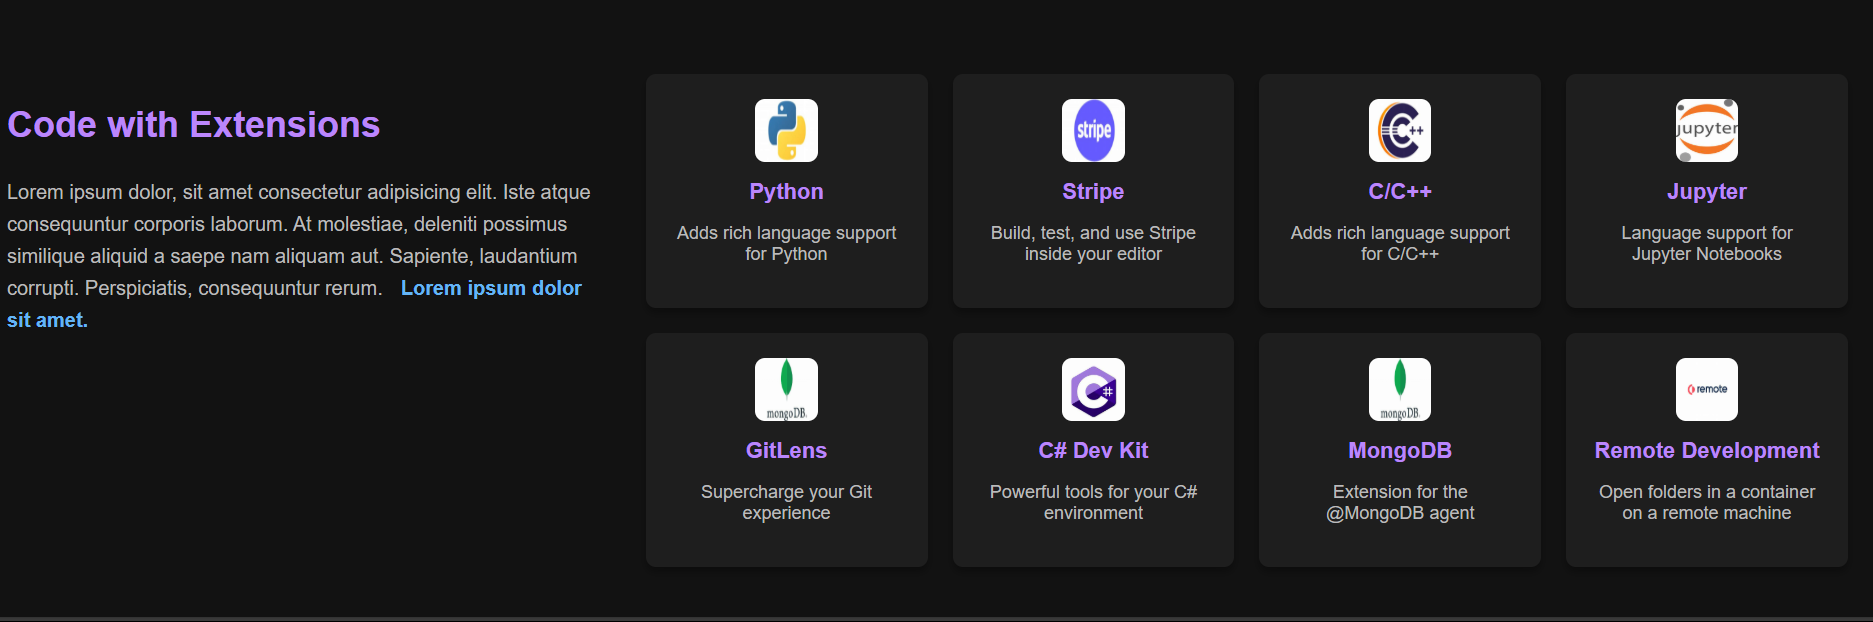 Code with Extensions
Lorem ipsum dolor, sit amet consectetur adipisicing elit. Iste atque
consequuntur corporis laborum. At molestiae, deleniti possimus
similique aliquid a saepe nam aliquam aut. Sapiente, laudantium
corrupti. Perspiciatis, consequuntur rerum. Lorem ipsum dolor
sit amet.
Python
Adds rich language support
for Python
stripe
Stripe
Build, test, and use Stripe
inside your editor
C++
C/C++
Adds rich language support
for C/C++
jupyter
Jupyter
Language support for
Jupyter Notebooks
mongoDB.
GitLens
Supercharge your Git
experience
C#
C# Dev Kit
Powerful tools for your C#
environment
mongoDB.
MongoDB
Extension for the
@MongoDB agent
remote
Remote Development
Open folders in a container
on a remote machine